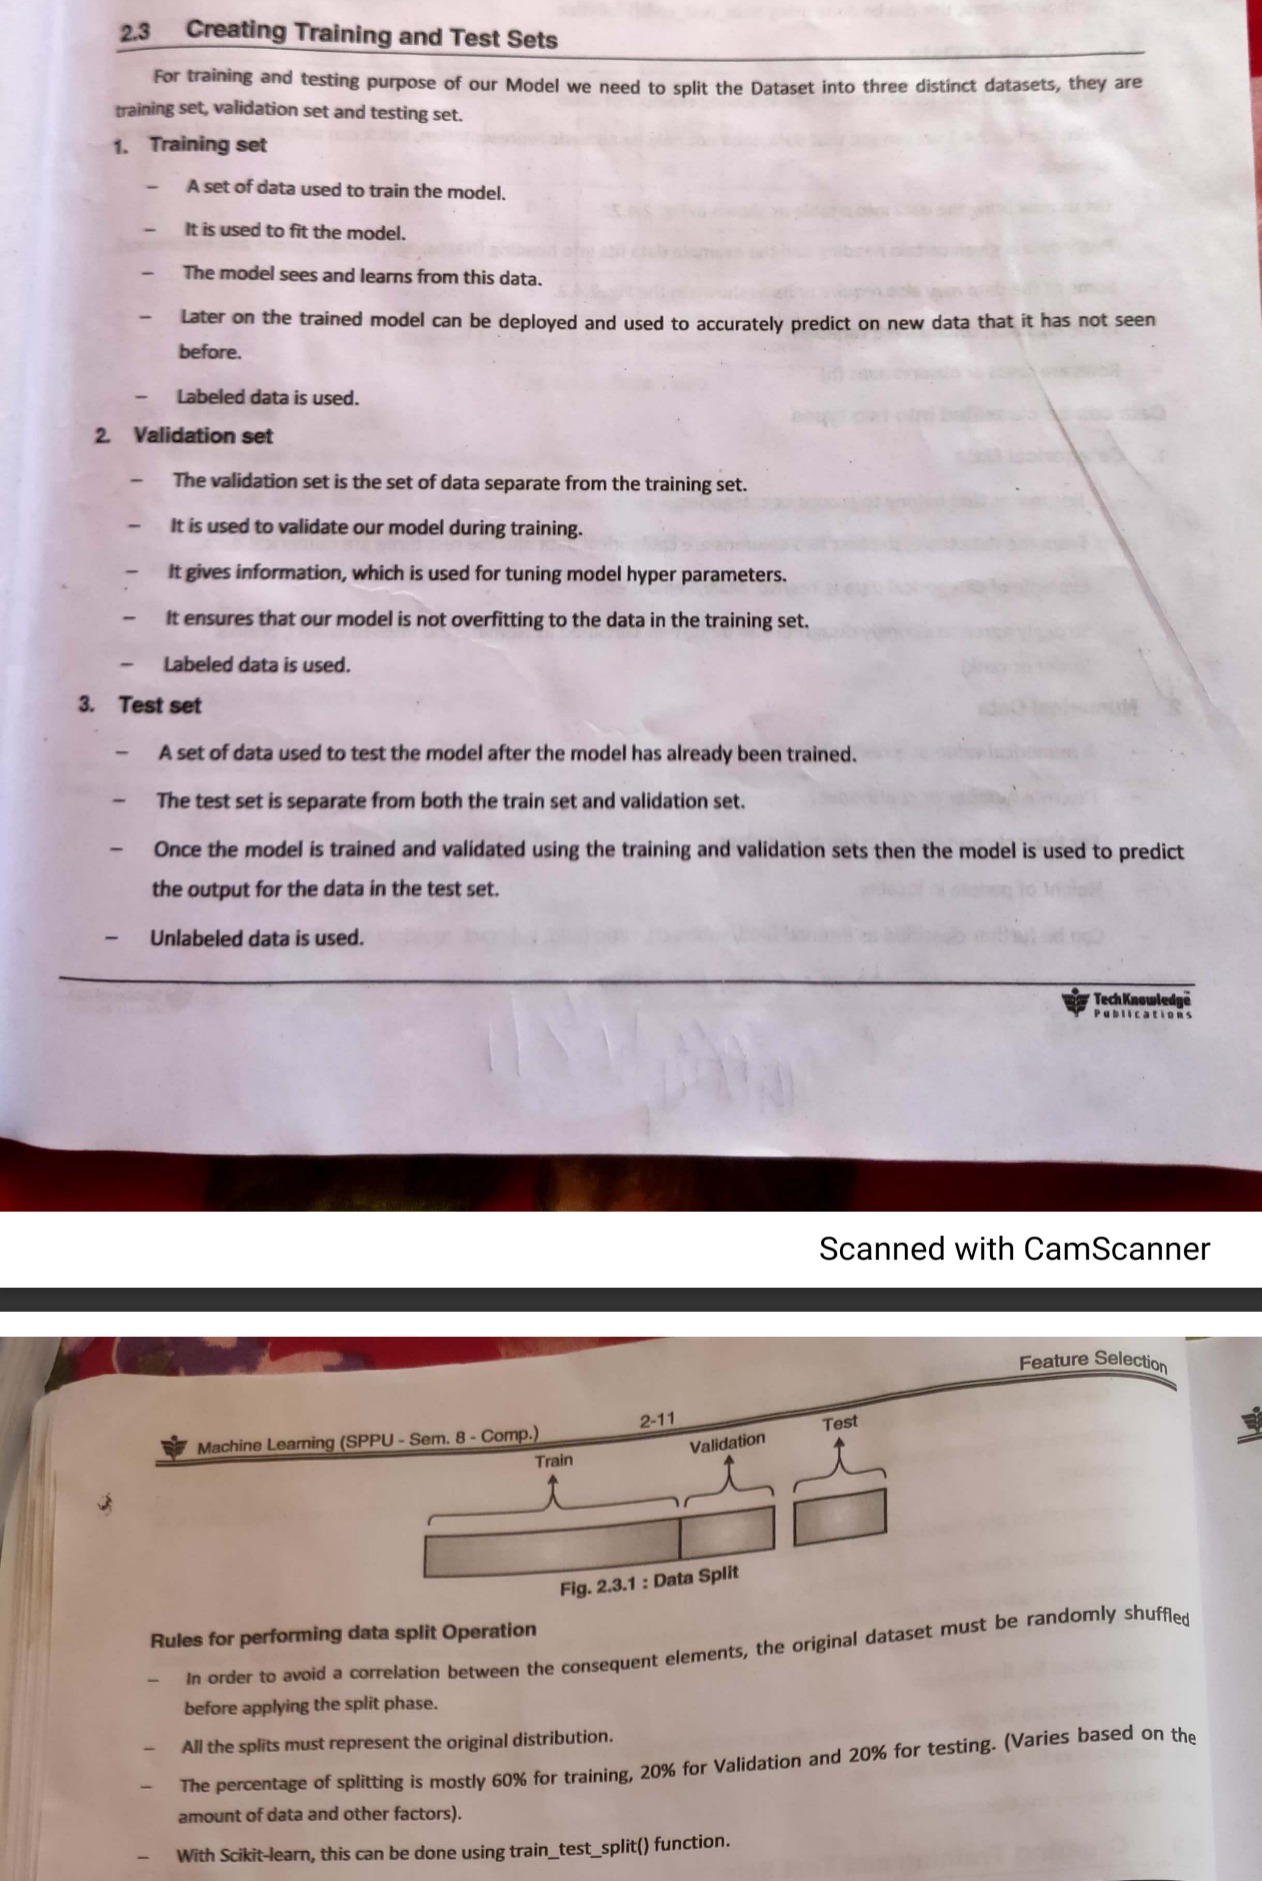 2.3 Creating Training and Test Sets
For training and testing purpose of our Model we need to split the Dataset into three distinct datasets, they are
training set, validation set and testing set.
1. Training set
– A set of data used to train the model.
– It is used to fit the model.
– The model sees and learns from this data.
– Later on the trained model can be deployed and used to accurately predict on new data that it has not seen
before.
– Labeled data is used.
2. Validation set
– The validation set is the set of data separate from the training set.
– It is used to validate our model during training.
– It gives information, which is used for tuning model hyper parameters.
– It ensures that our model is not overfitting to the data in the training set.
– Labeled data is used.
3. Test set
– A set of data used to test the model after the model has already been trained.
– The test set is separate from both the train set and validation set.
– Once the model is trained and validated using the training and validation sets then the model is used to predict
the output for the data in the test set.
– Unlabeled data is used.
TechKnowledge
Publications
Scanned with CamScanner
Machine Learning (SPPU - Sem. 8 - Comp.) 2-11 Feature Selection
Train Validation Test
Fig. 2.3.1 : Data Split
Rules for performing data split Operation
– In order to avoid a correlation between the consequent elements, the original dataset must be randomly shuffled
before applying the split phase.
– All the splits must represent the original distribution.
– The percentage of splitting is mostly 60% for training, 20% for Validation and 20% for testing. (Varies based on the
amount of data and other factors).
– With Scikit-learn, this can be done using train_test_split() function.